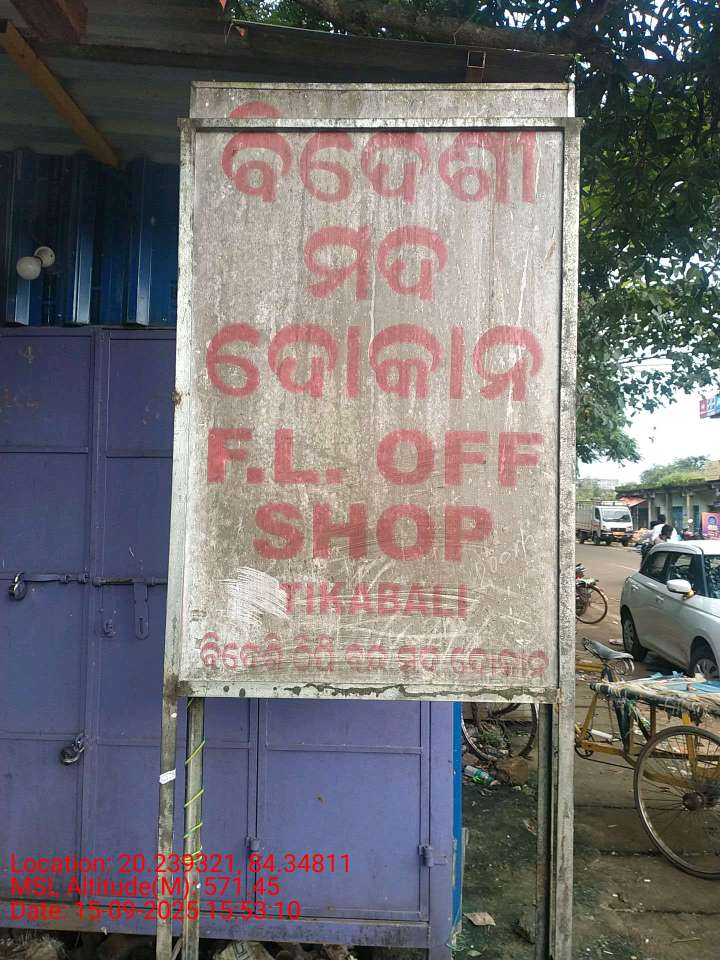 ବିଦେଶୀ
ମଦ
ଦୋକାନ
F.L. OFF
SHOP
TIKABALI
ବିଦେଶୀ ମଦ ଦୋକାନ
Location: 20.239321, 84.34811
MSL Altitude(M): 571.45
Date: 15-09-2025 15:53:10